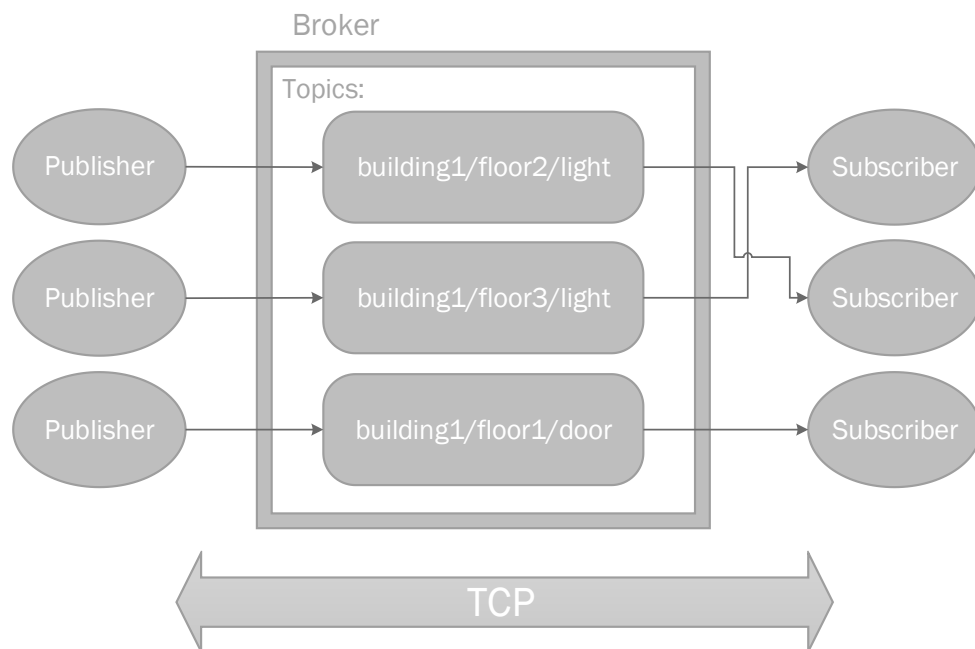 Broker
Topics:
Publisher
building1/floor2/light
Subscriber
Publisher
building1/floor3/light
Subscriber
Publisher
building1/floor1/door
Subscriber
TCP